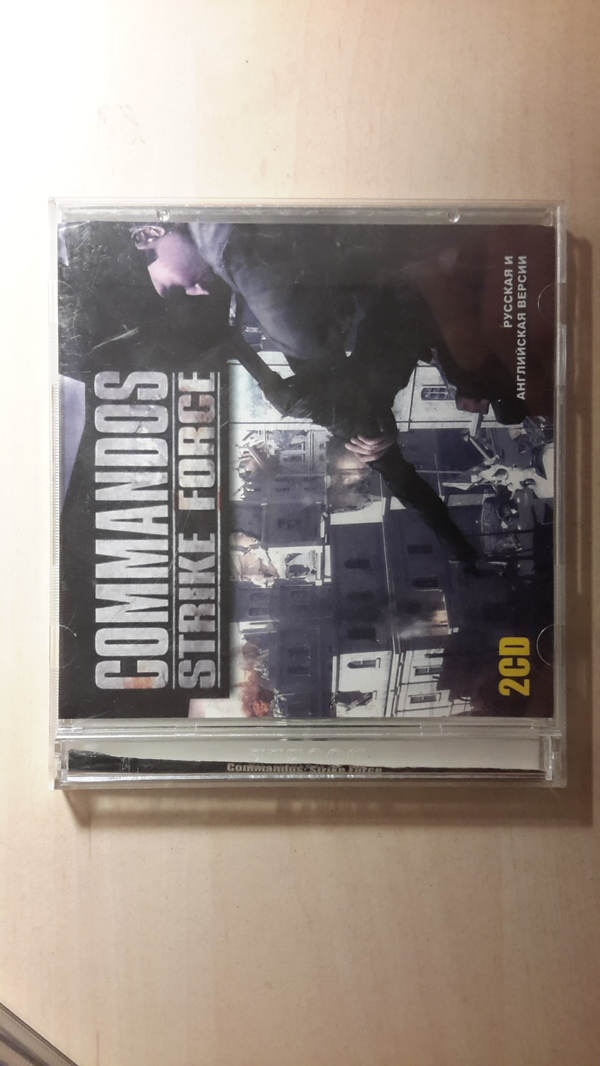 COMMANDOS
STRIKE FORCE
РУССКАЯ И
АНГЛИЙСКАЯ ВЕРСИИ
2CD
Commandos Strike Force